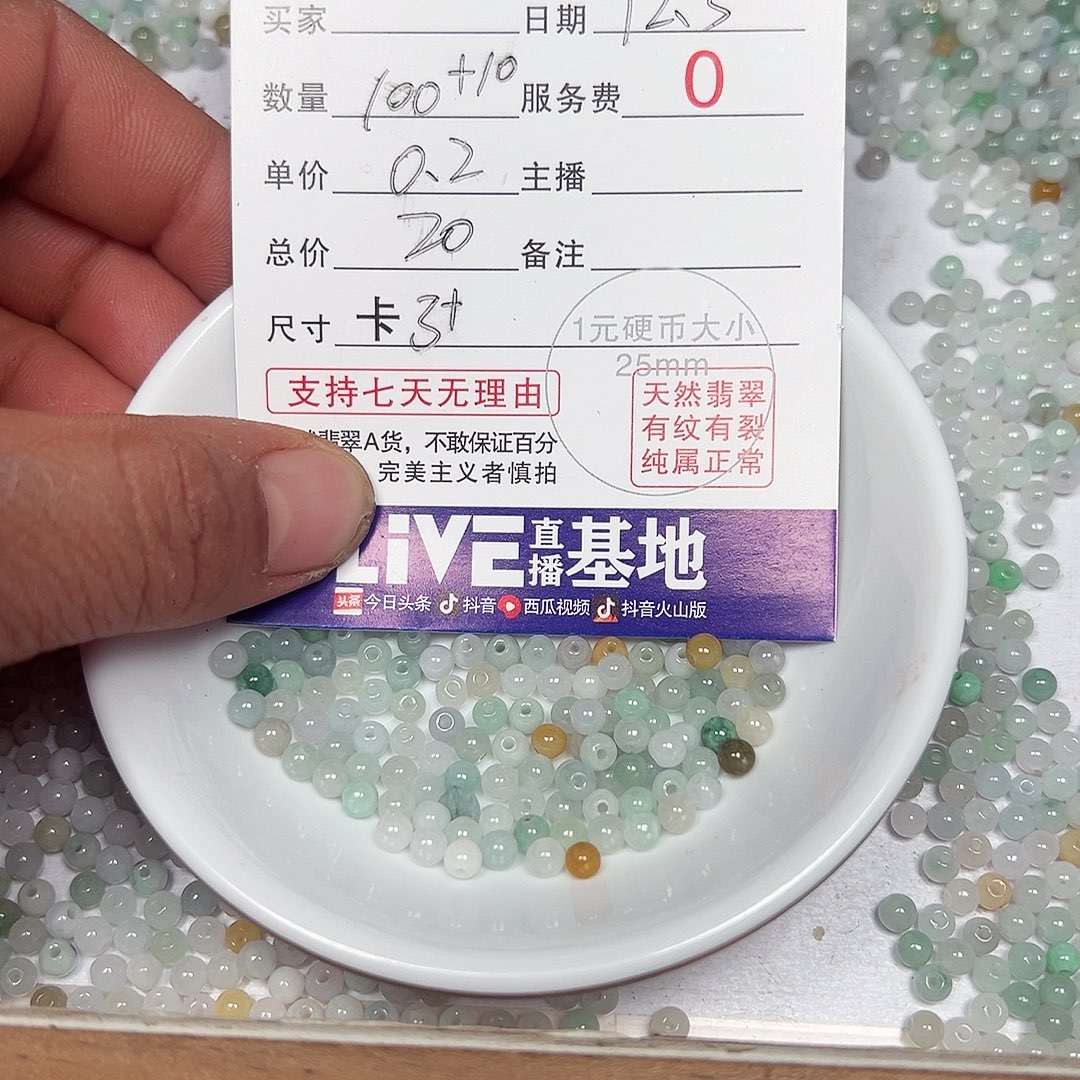 买家 日期 12.3
数量 100+10 服务费 0
单价 0.2 主播
总价 20 备注
尺寸 卡 3+
1元硬币大小
25mm
支持七天无理由
天然翡翠
有纹有裂
纯属正常
翡翠A货，不敢保证百分
完美主义者慎拍
LiVE直播基地
头条 今日头条 抖音 西瓜视频 抖音火山版